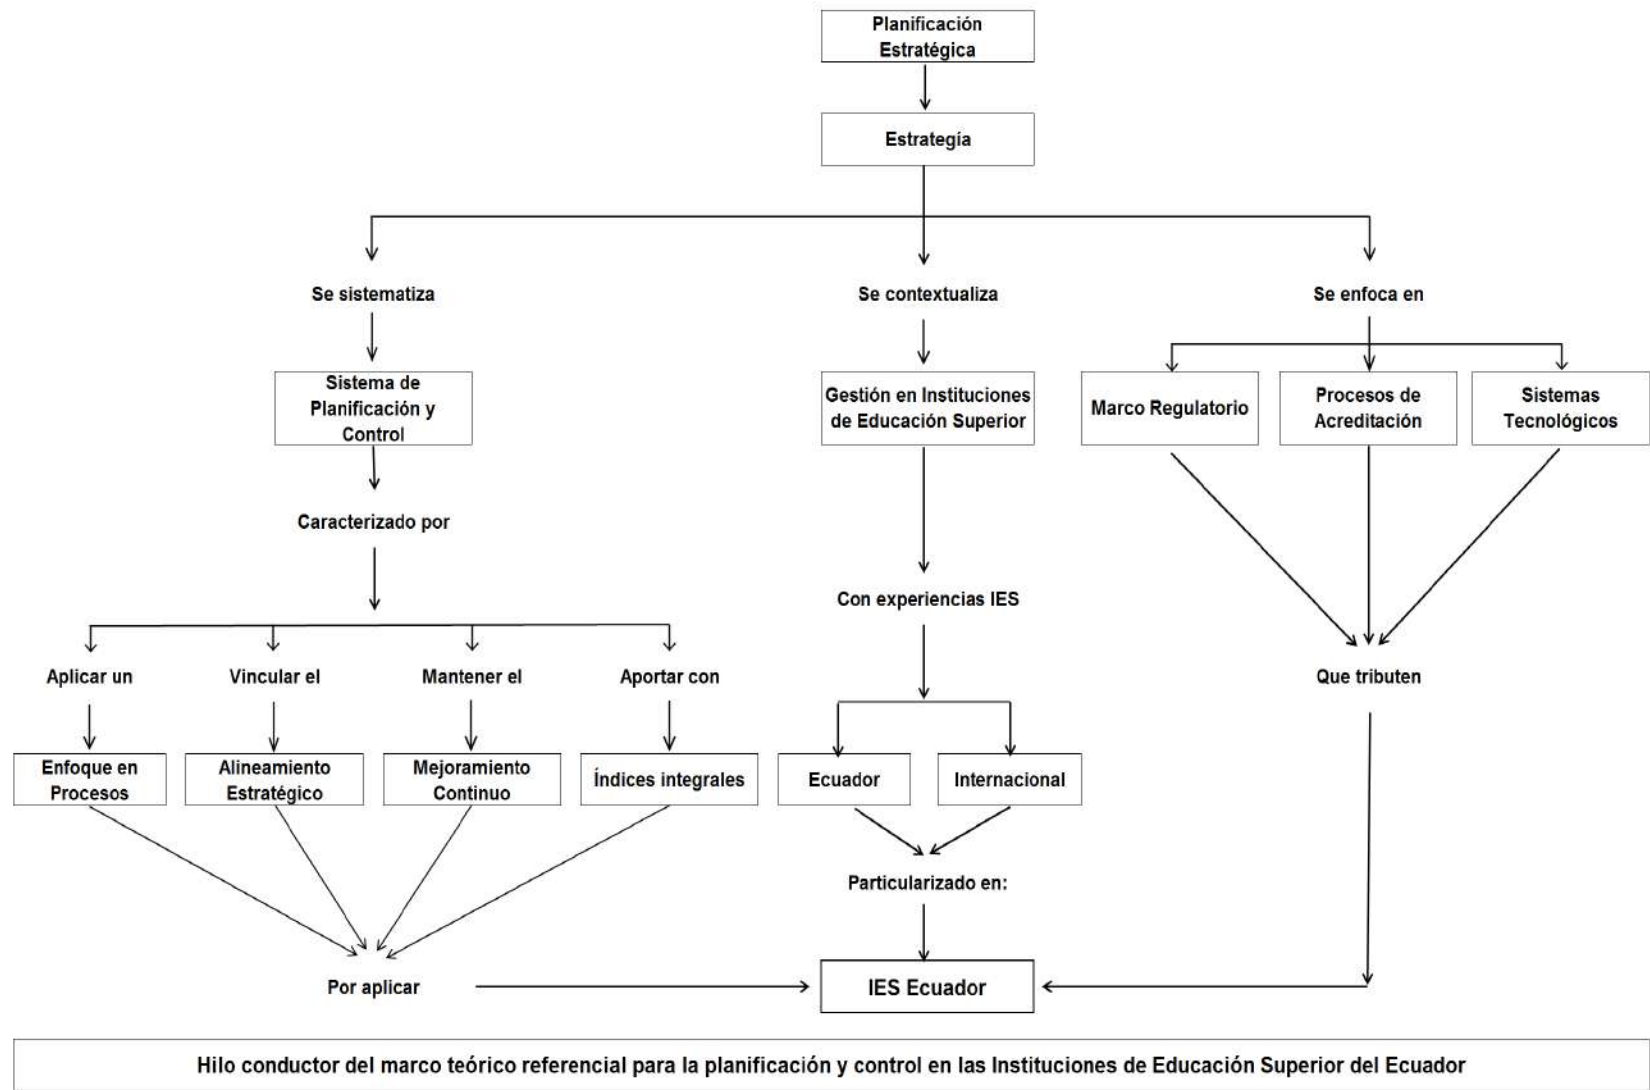 Planificación
Estratégica
Estrategía
Se sistematiza
Se contextualiza
Se enfoca en
Sistema de
Planificación y
Control
Gestión en Instituciones
de Educación Superior
Marco Regulatorio
Procesos de
Acreditación
Sistemas
Tecnológicos
Caracterizado por
Con experiencias IES
Aplicar un
Vincular el
Mantener el
Aportar con
Que tributen
Enfoque en
Procesos
Alineamiento
Estratégico
Mejoramiento
Continuo
Índices integrales
Ecuador
Internacional
Particularizado en:
Por aplicar
IES Ecuador
Hilo conductor del marco teórico referencial para la planificación y control en las Instituciones de Educación Superior del Ecuador